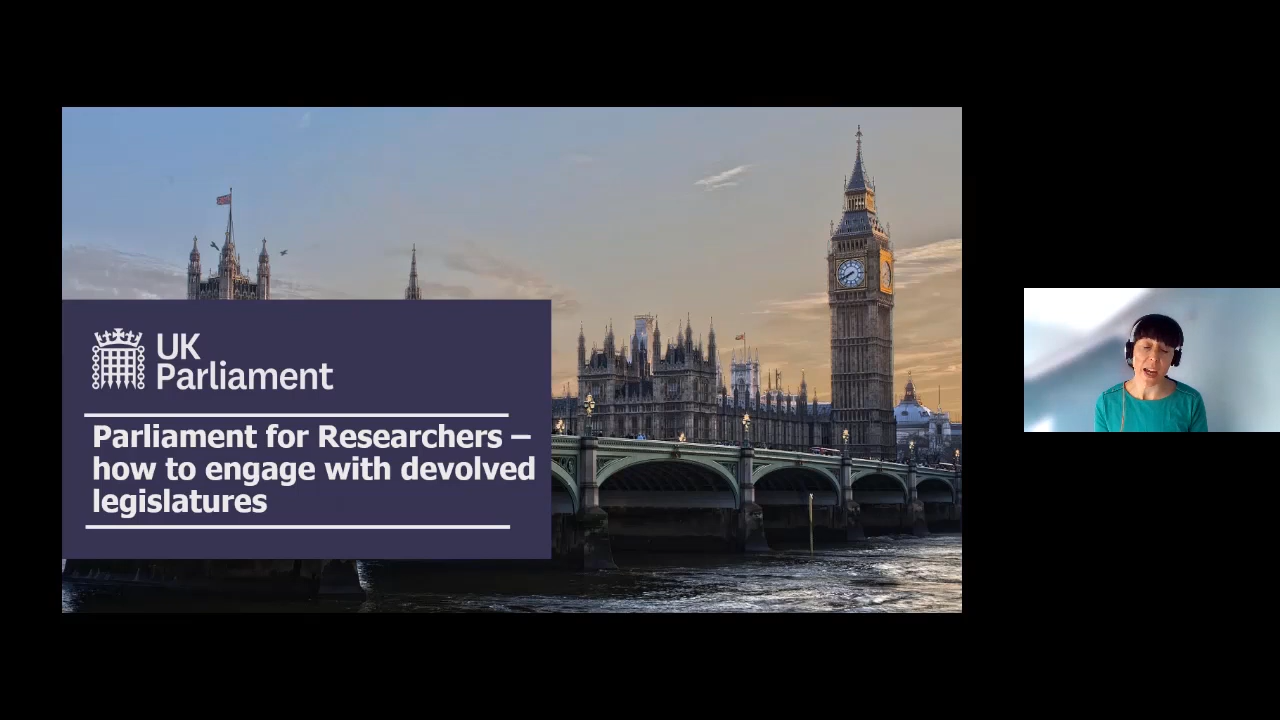 UK
Parliament
Parliament for Researchers –
how to engage with devolved
legislatures